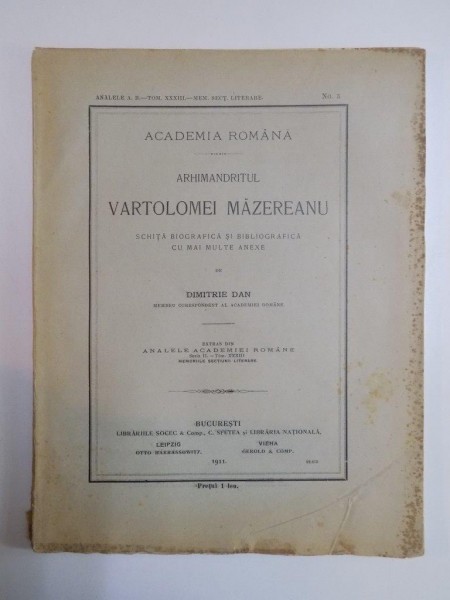 ANALELE A. R.—TOM. XXXIII.—MEM. SECȚ. LITERARE. No. 3
ACADEMIA ROMÂNA
ARHIMANDRITUL
VARTOLOMEI MĂZEREANU
SCHIȚĂ BIOGRAFICĂ ȘI BIBLIOGRAFICĂ
CU MAI MULTE ANEXE
DE
DIMITRIE DAN
MEMBRU CORESPONDENT AL ACADEMIEI ROMÂNE
EXTRAS DIN
ANALELE ACADEMIEI ROMÂNE
Seria II.—Tom. XXXIII
MEMORIILE SECȚIUNII LITERARE
BUCUREȘTI
LIBRĂRIILE SOCEC & Comp., C. SFETEA și LIBRĂRIA NAȚIONALĂ,
LEIPZIG VIENA
OTTO HARRASSOWITZ. GEROLD & COMP.
1911.
Prețul 1 leu.